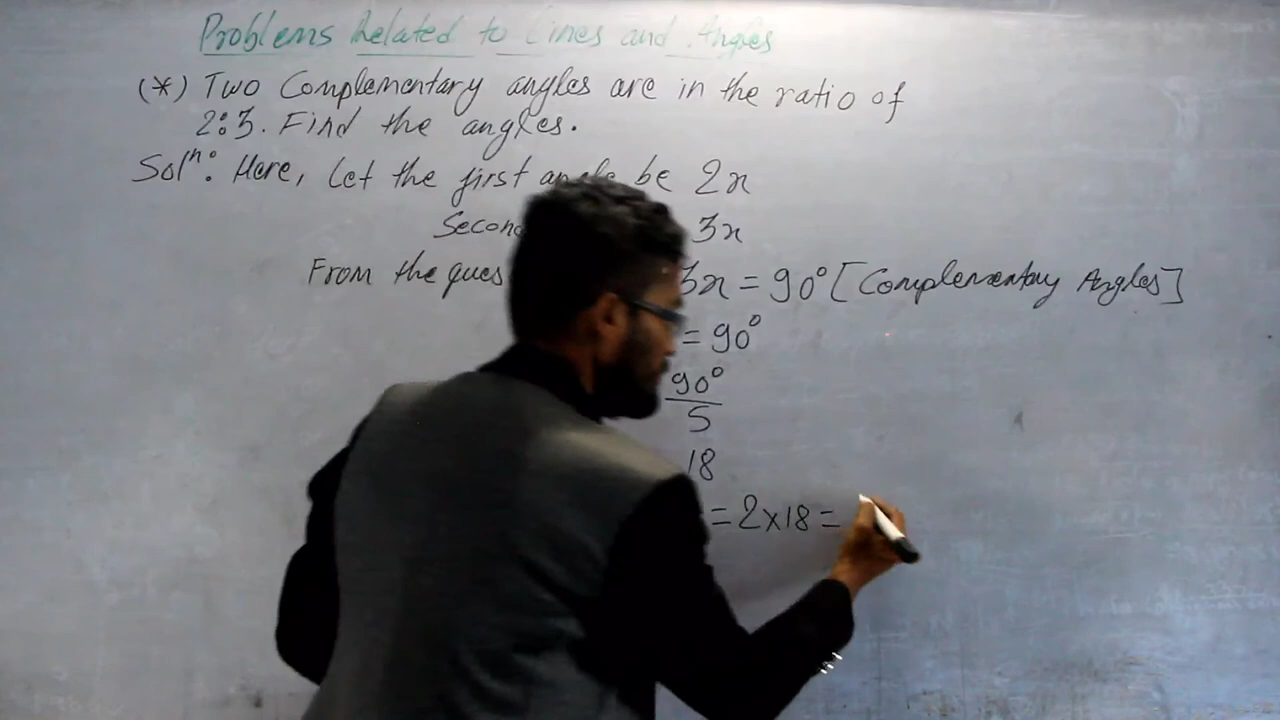 Problems Related to Lines and Angles
(*) Two Complementary angles are in the ratio of
2:3. Find the angles.
Solⁿ: Here, Let the first angle be 2x
Secon 3x
From the ques 3x = 90° [Complementary Angles]
= 90°
90°
5
18
= 2×18 =